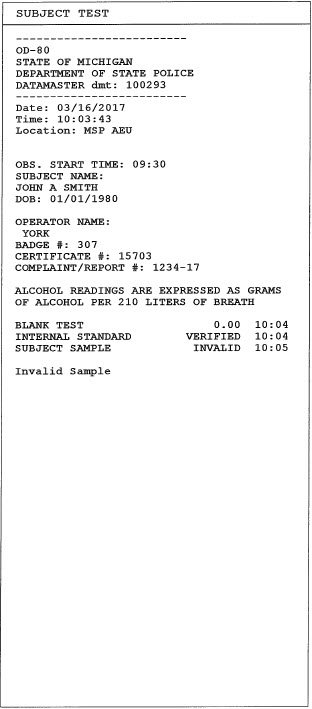 SUBJECT TEST
-------------------------
OD-80
STATE OF MICHIGAN
DEPARTMENT OF STATE POLICE
DATAMASTER dmt: 100293
-------------------------
Date: 03/16/2017
Time: 10:03:43
Location: MSP AEU
OBS. START TIME: 09:30
SUBJECT NAME:
JOHN A SMITH
DOB: 01/01/1980
OPERATOR NAME:
YORK
BADGE #: 307
CERTIFICATE #: 15703
COMPLAINT/REPORT #: 1234-17
ALCOHOL READINGS ARE EXPRESSED AS GRAMS
OF ALCOHOL PER 210 LITERS OF BREATH
BLANK TEST 0.00 10:04
INTERNAL STANDARD VERIFIED 10:04
SUBJECT SAMPLE INVALID 10:05
Invalid Sample